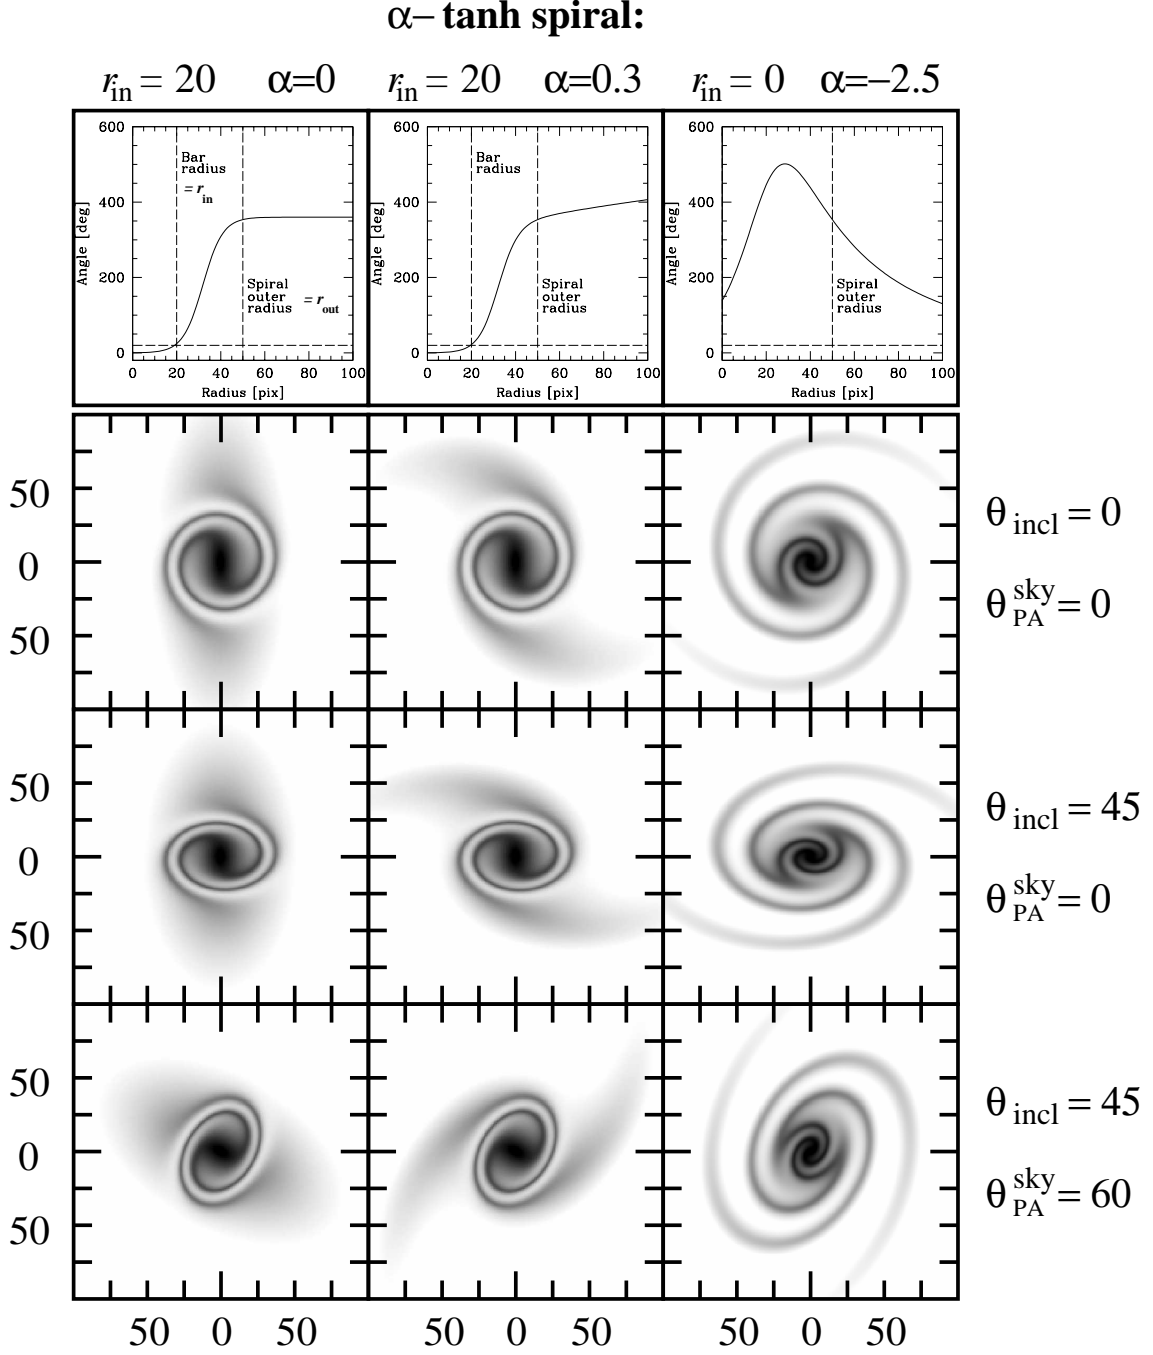 α– tanh spiral:
r_in = 20 α=0
r_in = 20 α=0.3
r_in = 0 α=−2.5
600
400
200
0
Angle [deg]
Bar
radius
= r_in
Spiral
outer
radius = r_out
0 20 40 60 80 100
Radius [pix]
600
400
200
0
Angle [deg]
Bar
radius
Spiral
outer
radius
0 20 40 60 80 100
Radius [pix]
600
400
200
0
Angle [deg]
Spiral
outer
radius
0 20 40 60 80 100
Radius [pix]
50
0
50
θ_incl = 0
θ_PA^sky = 0
50
0
50
θ_incl = 45
θ_PA^sky = 0
50
0
50
θ_incl = 45
θ_PA^sky = 60
50 0 50
50 0 50
50 0 50